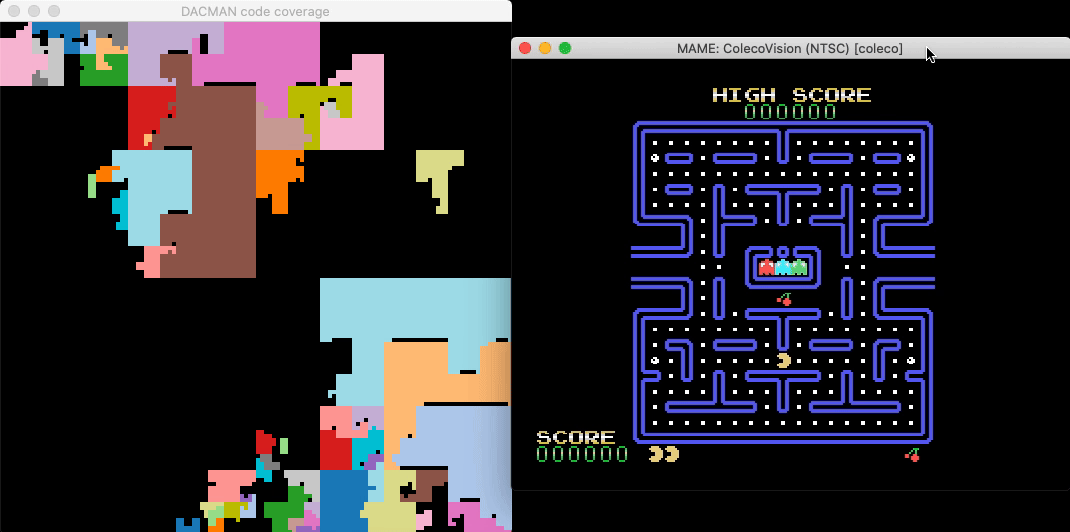 DACMAN code coverage
MAME: ColecoVision (NTSC) [coleco]
HIGH SCORE
000000
SCORE
000000